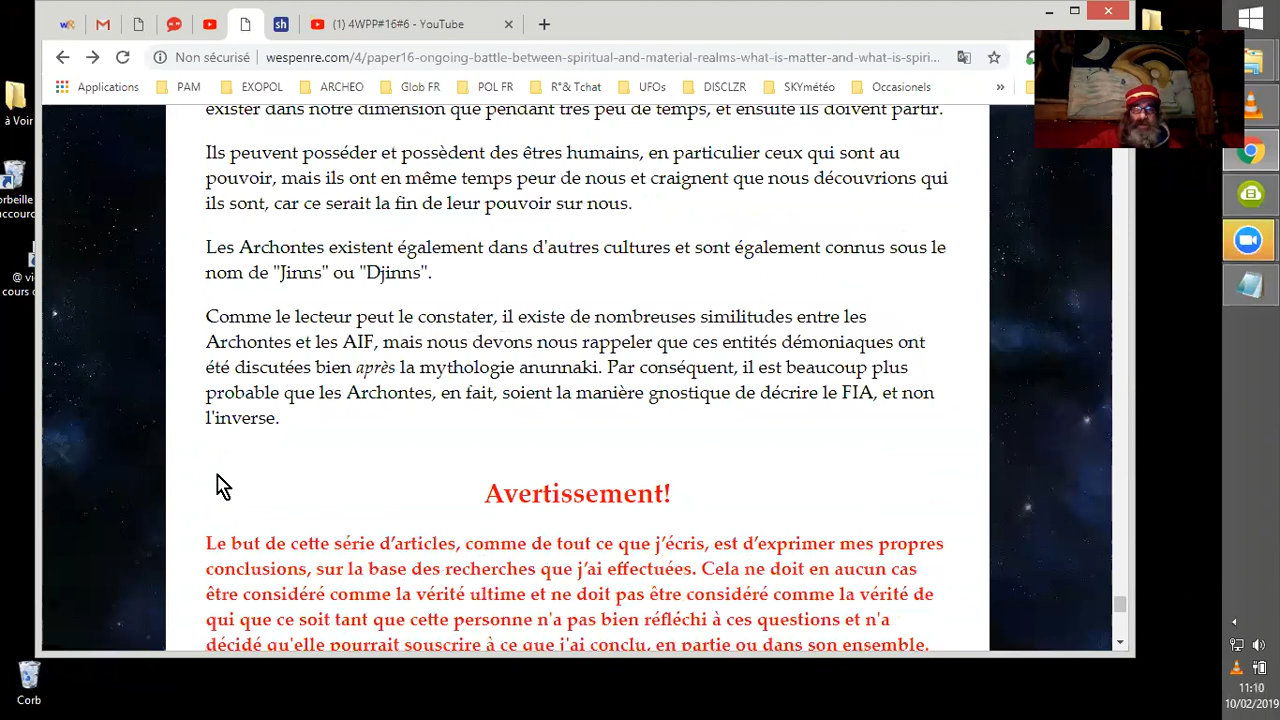 (1) 4WPP#16#6 - YouTube
Non sécurisé
wespenre.com/4/paper16-ongoing-battle-between-spiritual-and-material-realms-what-is-matter-and-what-is-spiri...
Applications
PAM
EXOPOL
ARCHEO
Glob FR
POL FR
R*& Tchat
UFOs
DISCLZR
SKYmétéo
Occasionels
»
exister dans notre dimension que pendant très peu de temps, et ensuite ils doivent partir.
Ils peuvent posséder et possèdent des êtres humains, en particulier ceux qui sont au
pouvoir, mais ils ont en même temps peur de nous et craignent que nous découvrions qui
ils sont, car ce serait la fin de leur pouvoir sur nous.
Les Archontes existent également dans d'autres cultures et sont également connus sous le
nom de "Jinns" ou "Djinns".
Comme le lecteur peut le constater, il existe de nombreuses similitudes entre les
Archontes et les AIF, mais nous devons nous rappeler que ces entités démoniaques ont
été discutées bien après la mythologie anunnaki. Par conséquent, il est beaucoup plus
probable que les Archontes, en fait, soient la manière gnostique de décrire le FIA, et non
l'inverse.
Avertissement!
Le but de cette série d’articles, comme de tout ce que j’écris, est d’exprimer mes propres
conclusions, sur la base des recherches que j’ai effectuées. Cela ne doit en aucun cas
être considéré comme la vérité ultime et ne doit pas être considéré comme la vérité de
qui que ce soit tant que cette personne n'a pas bien réfléchi à ces questions et n'a
décidé qu'elle pourrait souscrire à ce que j'ai conclu, en partie ou dans son ensemble.
à Voir
orbeille
accourc
@ vi
cours d
Corb
11:10
10/02/2019